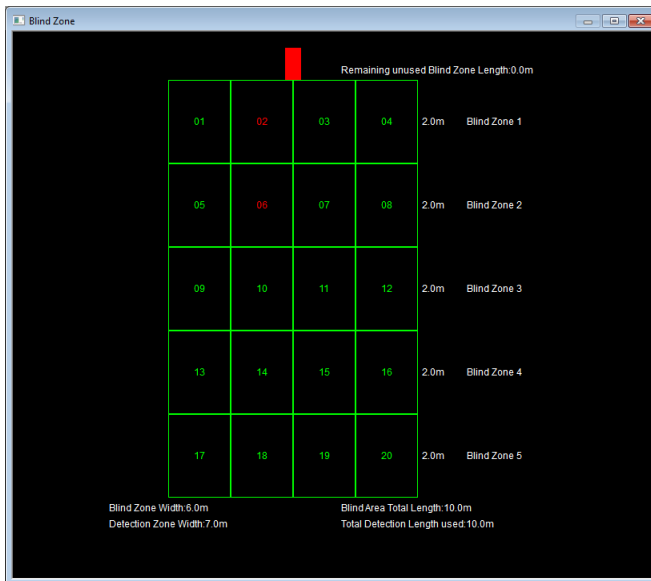 Blind Zone
Remaining unused Blind Zone Length:0.0m
01 02 03 04 2.0m Blind Zone 1
05 06 07 08 2.0m Blind Zone 2
09 10 11 12 2.0m Blind Zone 3
13 14 15 16 2.0m Blind Zone 4
17 18 19 20 2.0m Blind Zone 5
Blind Zone Width:6.0m Blind Area Total Length:10.0m
Detection Zone Width:7.0m Total Detection Length used:10.0m